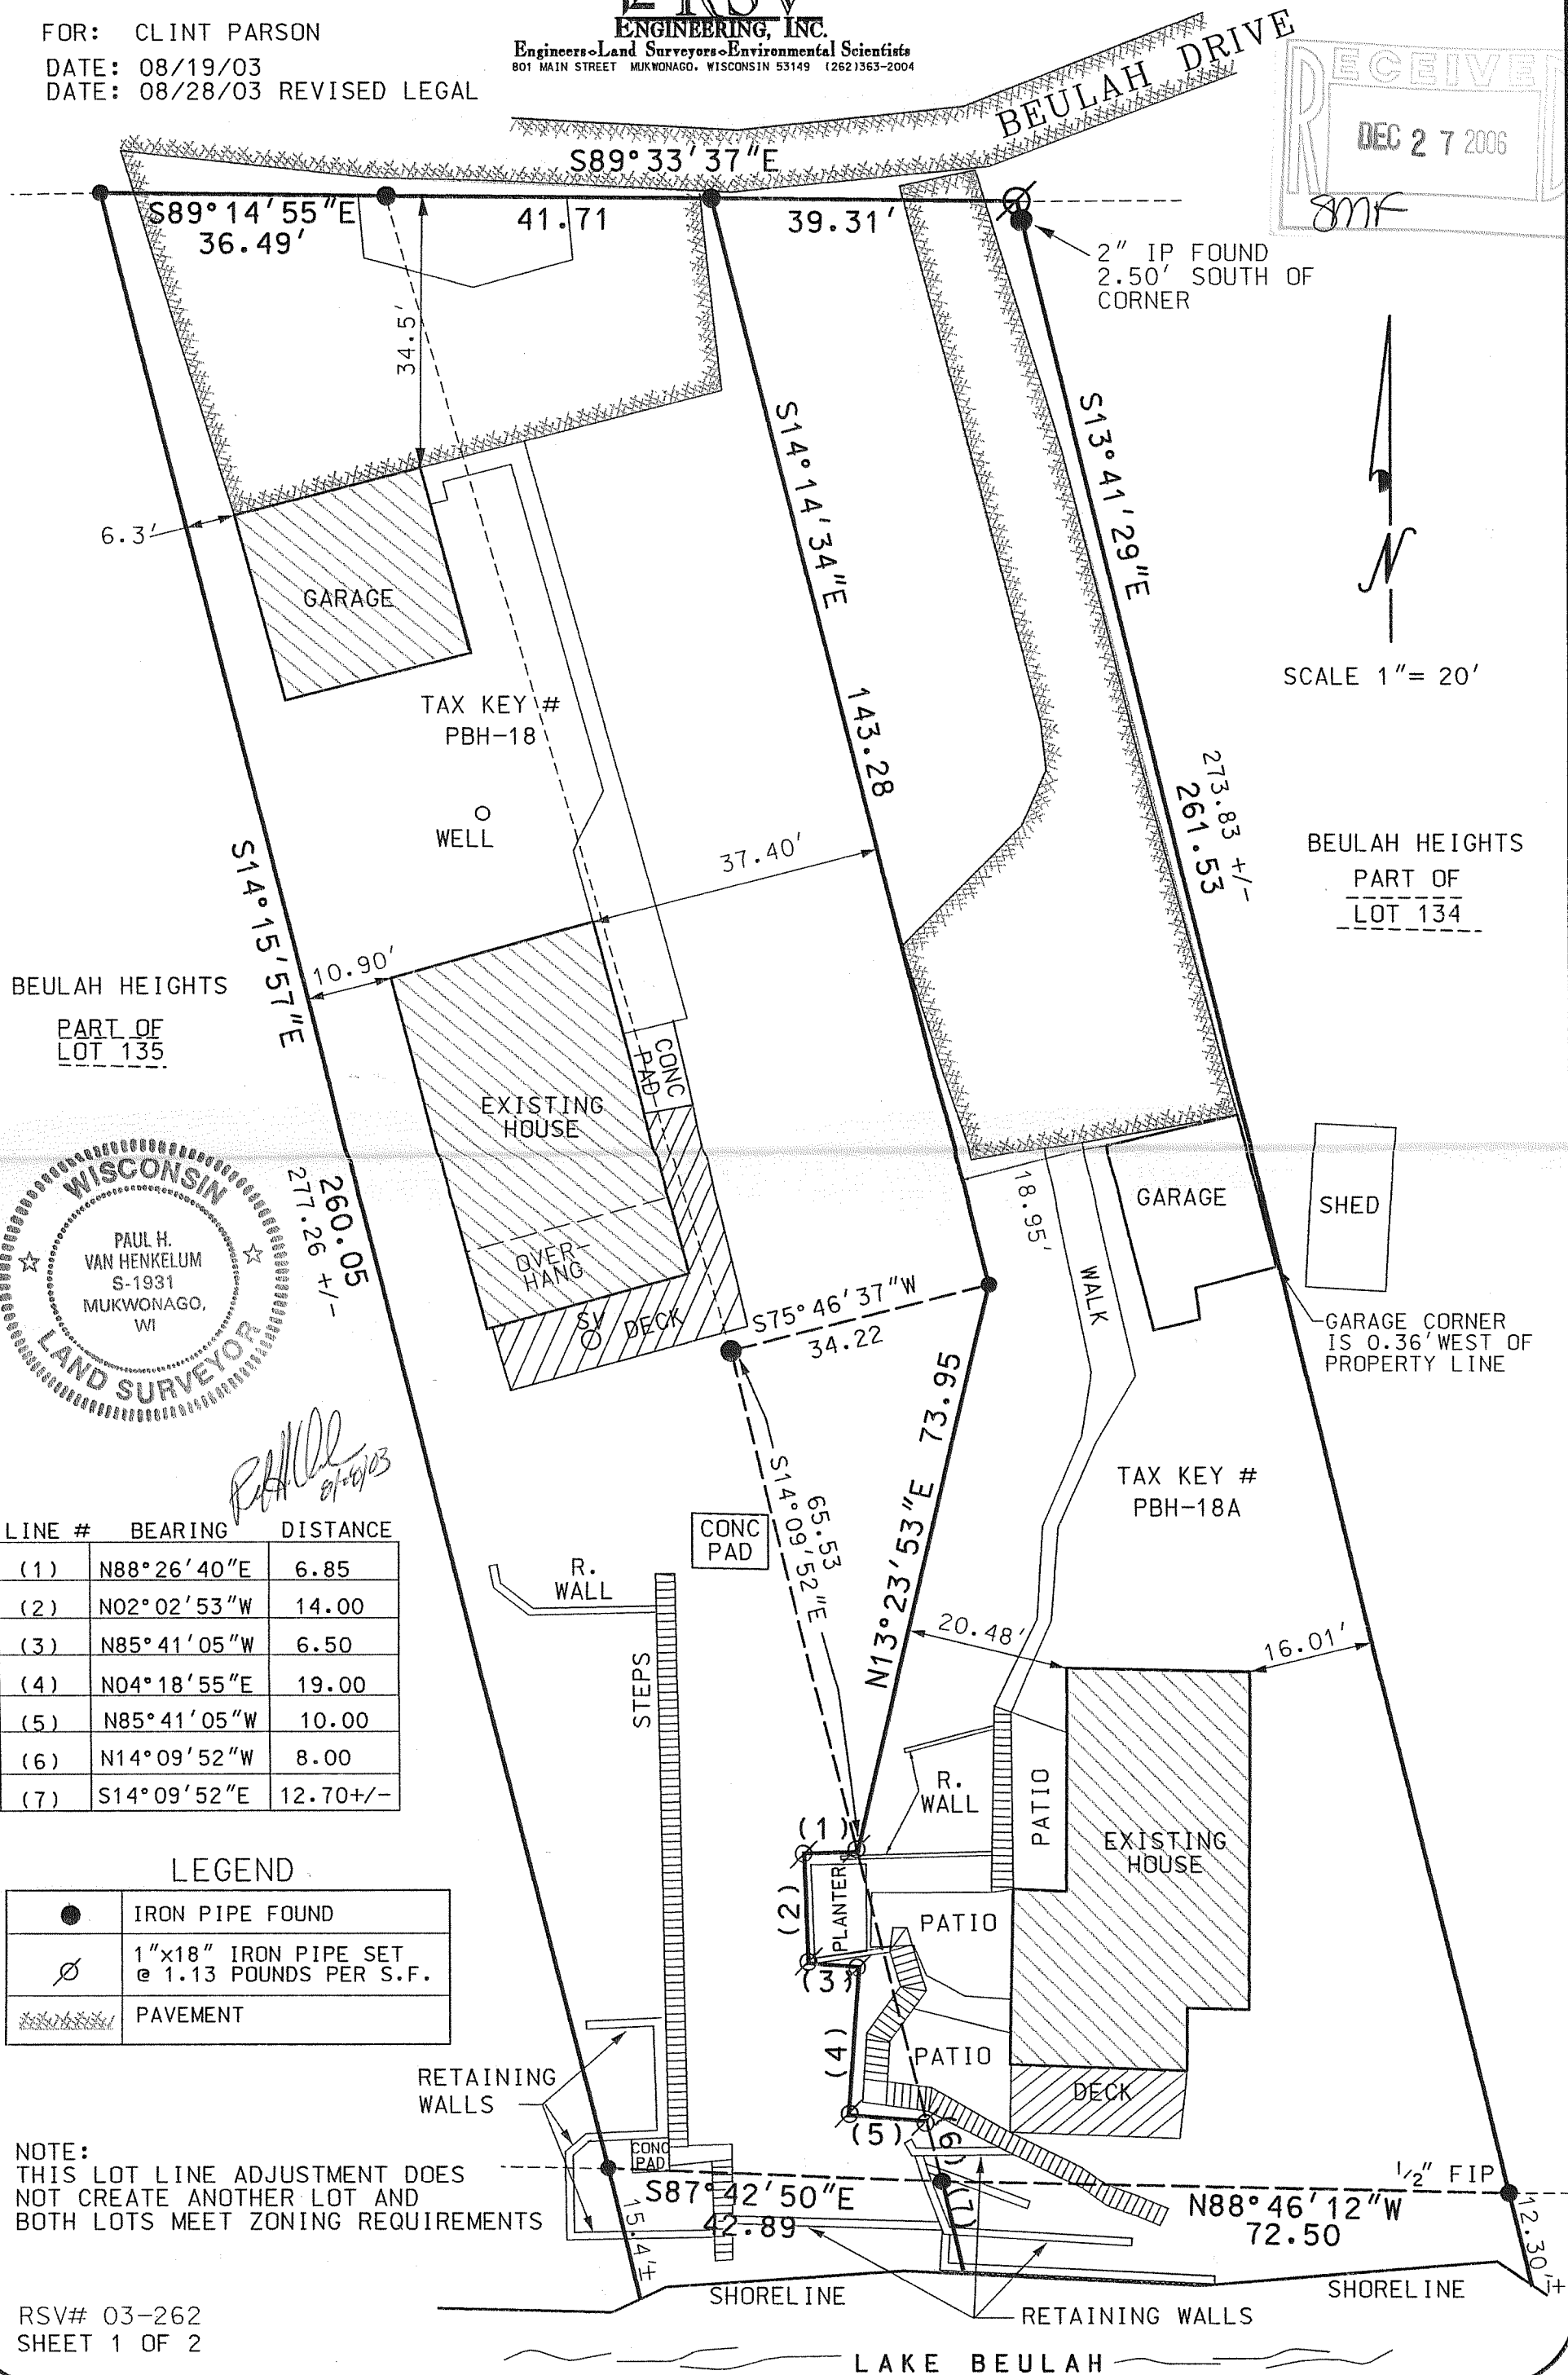 FOR: CLINT PARSON
DATE: 08/19/03
DATE: 08/28/03 REVISED LEGAL
RSV
ENGINEERING, INC.
Engineers◦Land Surveyors◦Environmental Scientists
801 MAIN STREET MUKWONAGO, WISCONSIN 53149 (262)363-2004
BEULAH DRIVE
RECEIVED
DEC 27 2006
SMF
S89°33'37"E
S89°14'55"E
36.49'
41.71
39.31'
2" IP FOUND
2.50' SOUTH OF
CORNER
34.5'
S14°14'34"E
143.28
S13°41'29"E
273.83 +/-
261.53
N
SCALE 1"= 20'
6.3'
GARAGE
TAX KEY #
PBH-18
WELL
37.40'
BEULAH HEIGHTS
PART OF
LOT 134
S14°15'57"E
10.90'
BEULAH HEIGHTS
PART OF
LOT 135
EXISTING
HOUSE
CONC
PAD
OVER-
HANG
SV
DECK
260.05
277.26 +/-
WISCONSIN
PAUL H.
VAN HENKELUM
S-1931
MUKWONAGO,
WI
LAND SURVEYOR
18.95'
WALK
GARAGE
SHED
GARAGE CORNER
IS 0.36' WEST OF
PROPERTY LINE
S75°46'37"W
34.22
N13°23'53"E 73.95
65.53
S14°09'52"E
CONC
PAD
TAX KEY #
PBH-18A
R.
WALL
STEPS
20.48'
16.01'
LINE # BEARING DISTANCE
(1) N88°26'40"E 6.85
(2) N02°02'53"W 14.00
(3) N85°41'05"W 6.50
(4) N04°18'55"E 19.00
(5) N85°41'05"W 10.00
(6) N14°09'52"W 8.00
(7) S14°09'52"E 12.70+/-
R.
WALL
PATIO
EXISTING
HOUSE
(1)
(2)
PLANTER
(3)
PATIO
(4)
PATIO
DECK
(5)
(6)
(7)
LEGEND
IRON PIPE FOUND
1"x18" IRON PIPE SET
@ 1.13 POUNDS PER S.F.
PAVEMENT
RETAINING
WALLS
CONC
PAD
NOTE:
THIS LOT LINE ADJUSTMENT DOES
NOT CREATE ANOTHER LOT AND
BOTH LOTS MEET ZONING REQUIREMENTS
S87°42'50"E
42.89
1/2" FIP
N88°46'12"W
72.50
15.4'±
12.30'±
SHORELINE
SHORELINE
RETAINING WALLS
RSV# 03-262
SHEET 1 OF 2
LAKE BEULAH